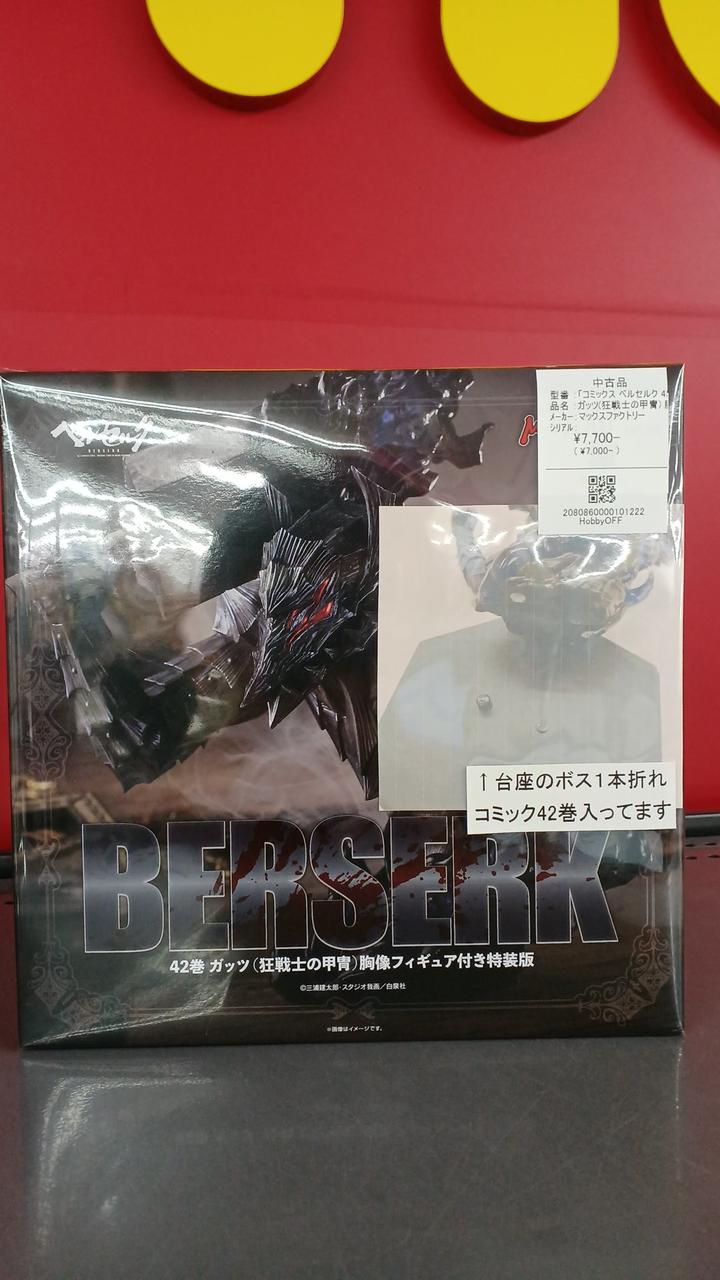 ベルセルク
BERSERK
中古品
型番:「コミックス ベルセルク
品名:ガッツ(狂戦士の甲冑)
メーカー:マックスファクトリー
シリアル:
¥7,700-
(¥7,000-)
2080860000101222
HobbyOFF
↑台座のボス1本折れ
コミック42巻入ってます
BERSERK
42巻 ガッツ(狂戦士の甲冑)胸像フィギュア付き特装版
©三浦建太郎・スタジオ我画/白泉社
※画像はイメージです。